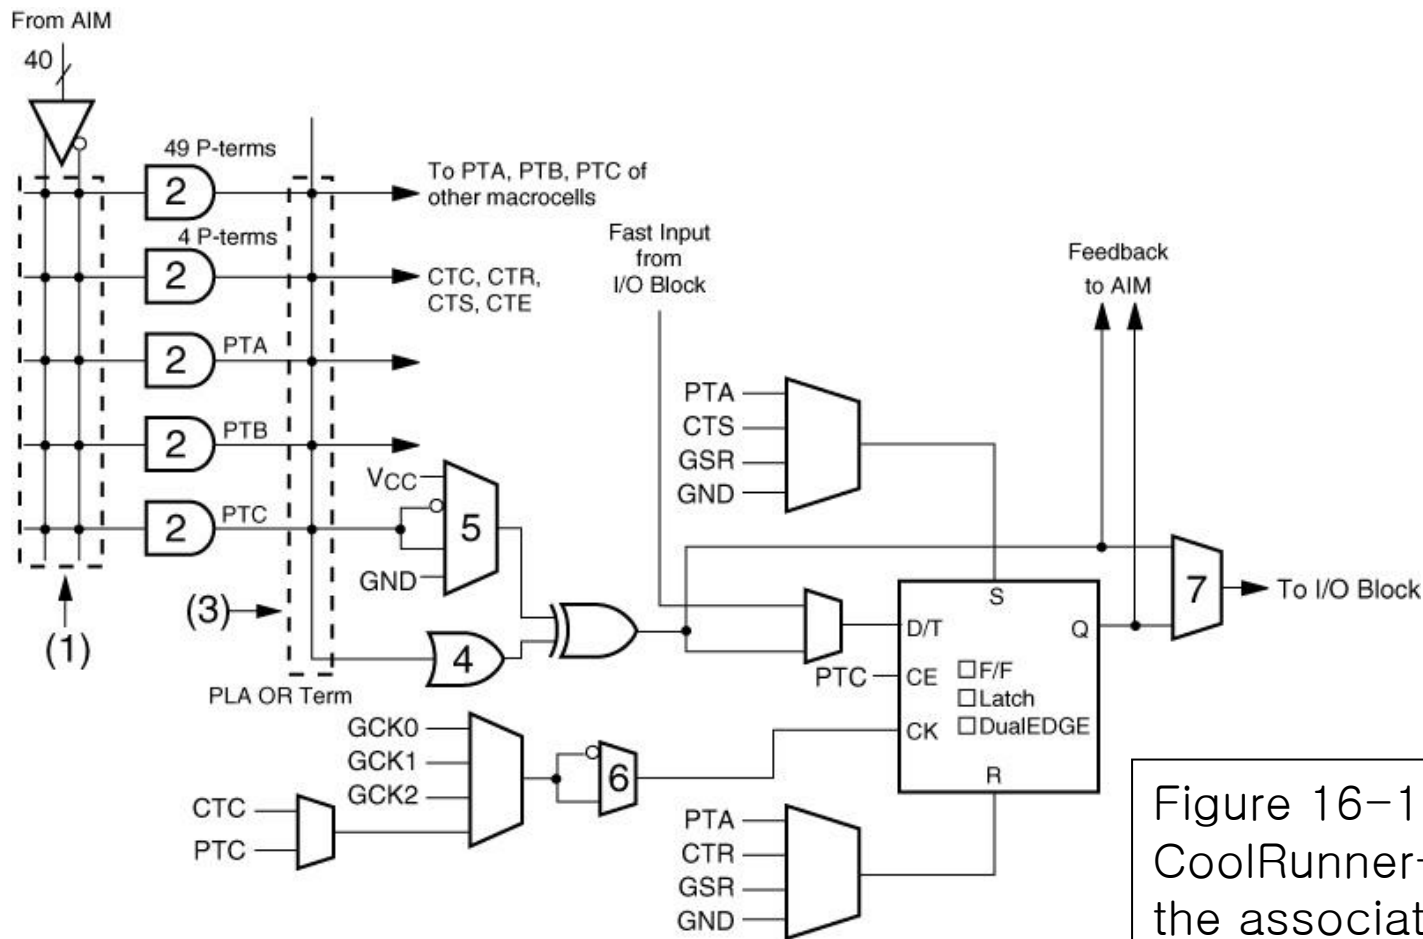 From AIM
40
49 P-terms
2
To PTA, PTB, PTC of
other macrocells
4 P-terms
2
CTC, CTR,
CTS, CTE
2
PTA
2
PTB
2
PTC
(1)
(3)
PLA OR Term
VCC
5
GND
4
Fast Input
from
I/O Block
Feedback
to AIM
PTA
CTS
GSR
GND
S
D/T
Q
PTC
CE
F/F
Latch
DualEDGE
CK
R
7
To I/O Block
GCK0
GCK1
GCK2
CTC
PTC
6
PTA
CTR
GSR
GND
Figure 16-1
CoolRunner-
the associat